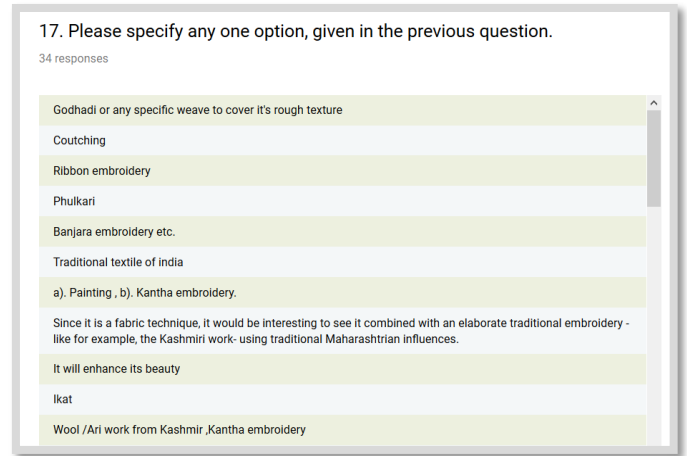 17. Please specify any one option, given in the previous question.
34 responses
Godhadi or any specific weave to cover it's rough texture
Coutching
Ribbon embroidery
Phulkari
Banjara embroidery etc.
Traditional textile of india
a). Painting , b). Kantha embroidery.
Since it is a fabric technique, it would be interesting to see it combined with an elaborate traditional embroidery -
like for example, the Kashmiri work- using traditional Maharashtrian influences.
It will enhance its beauty
Ikat
Wool /Ari work from Kashmir ,Kantha embroidery